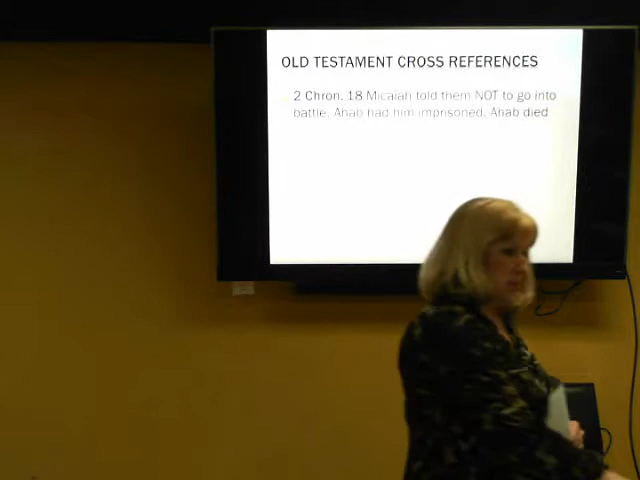 OLD TESTAMENT CROSS REFERENCES
2 Chron. 18 Micaiah told them NOT to go into
battle. Ahab had him imprisoned. Ahab died